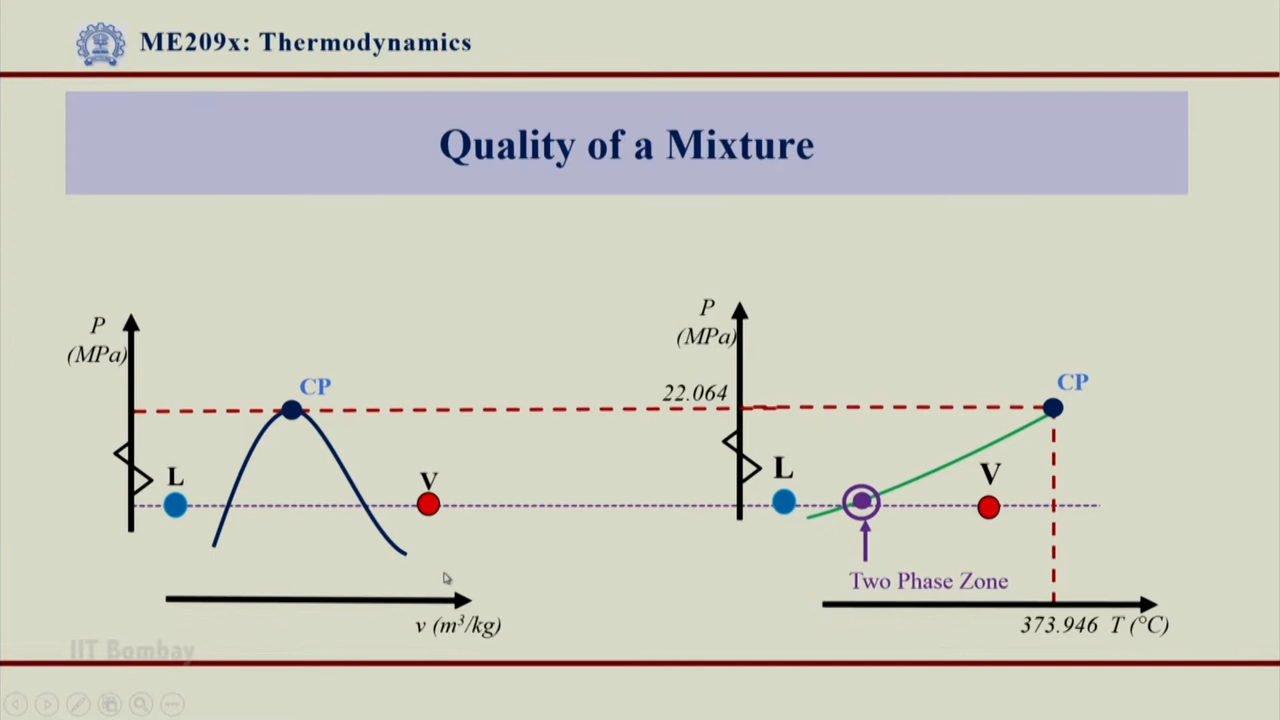 ME209x: Thermodynamics
Quality of a Mixture
P
(MPa)
CP
L
V
v (m³/kg)
P
(MPa)
22.064
CP
L
V
Two Phase Zone
373.946 T (°C)
IIT Bombay